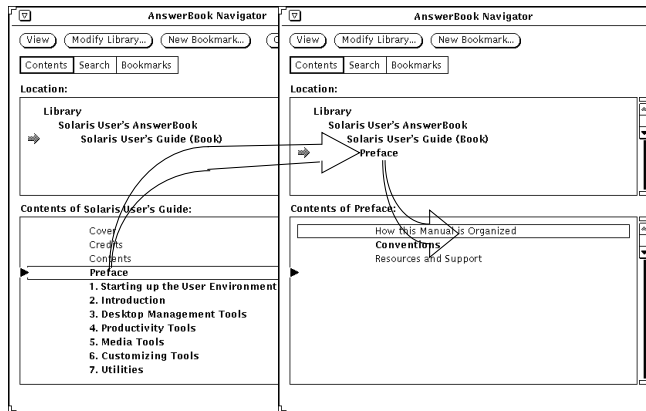 AnswerBook Navigator
View Modify Library... New Bookmark...
Contents Search Bookmarks
Location:
Library
Solaris User's AnswerBook
Solaris User's Guide (Book)
Contents of Solaris User's Guide:
Cover
Credits
Contents
Preface
1. Starting up the User Environment
2. Introduction
3. Desktop Management Tools
4. Productivity Tools
5. Media Tools
6. Customizing Tools
7. Utilities
AnswerBook Navigator
View Modify Library... New Bookmark...
Contents Search Bookmarks
Location:
Library
Solaris User's AnswerBook
Solaris User's Guide (Book)
Preface
Contents of Preface:
How this Manual is Organized
Conventions
Resources and Support